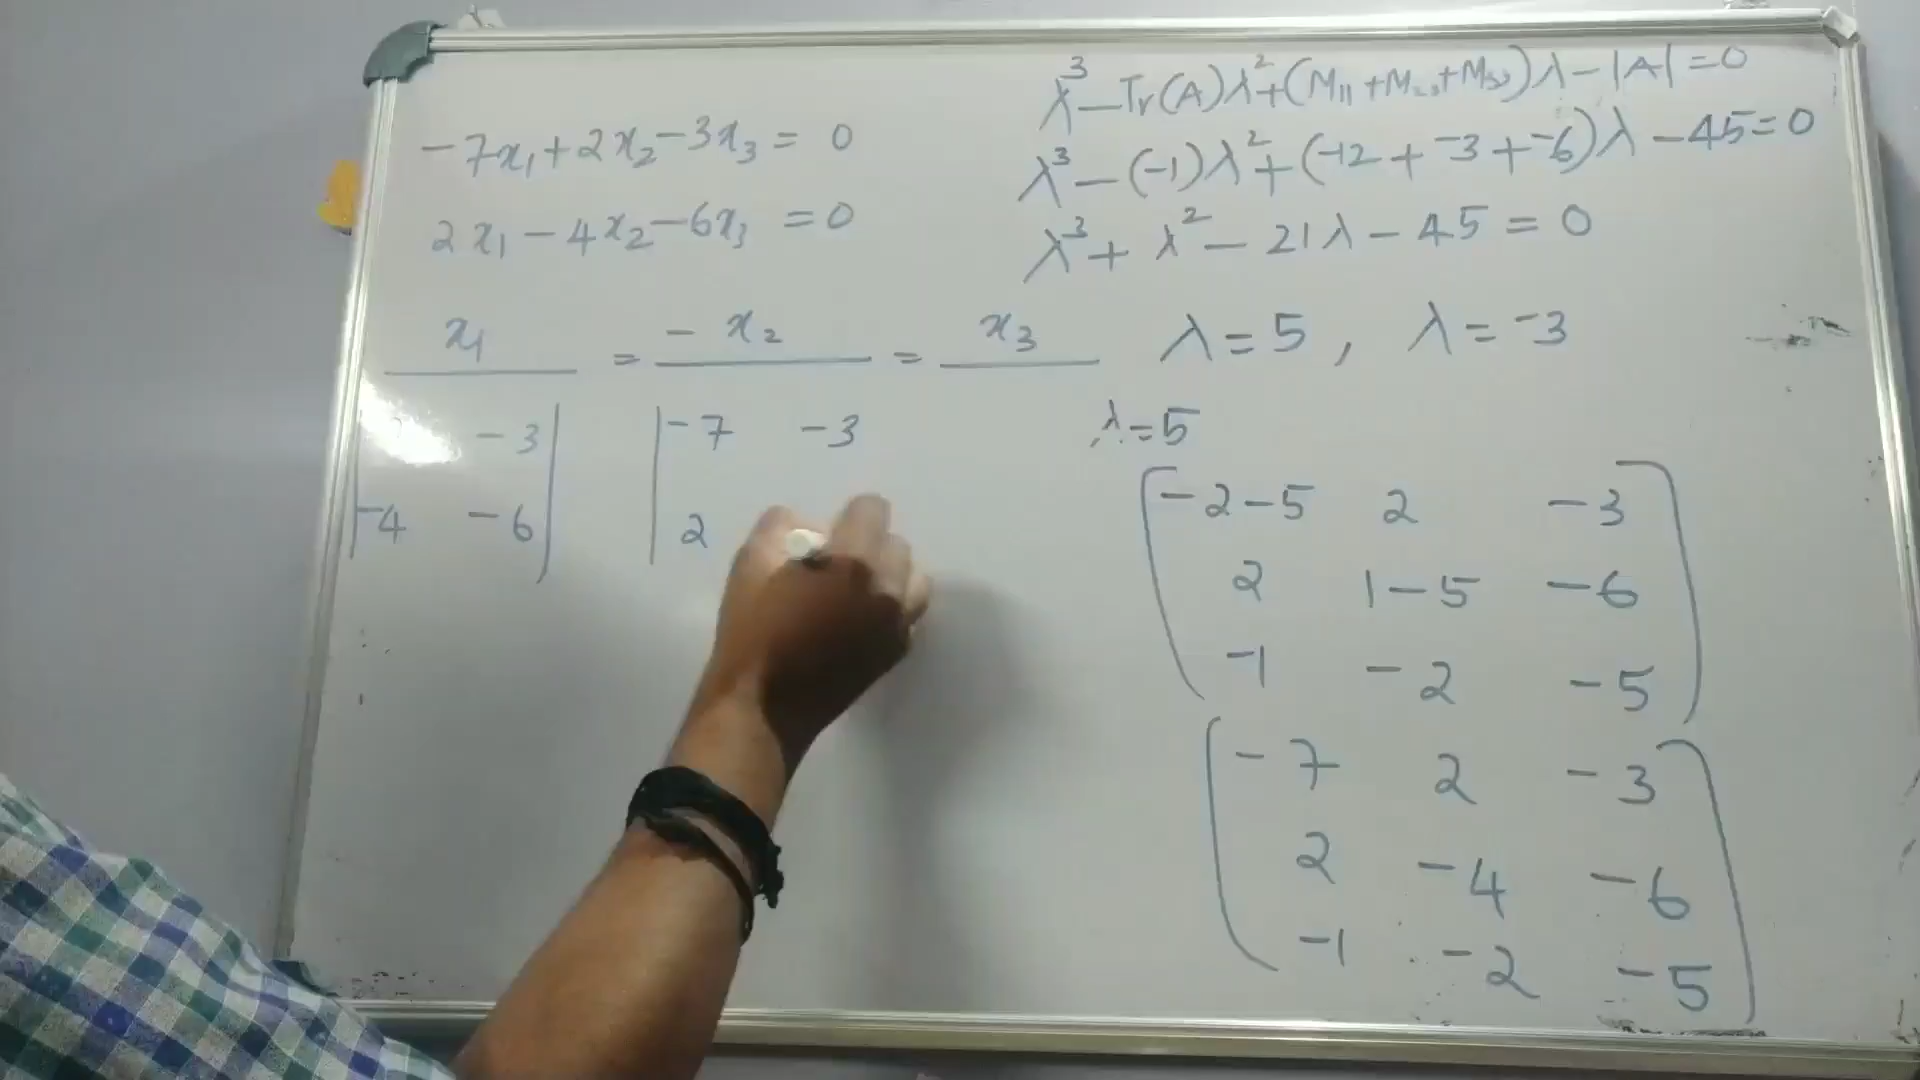 λ³ - Tr(A)λ² + (M₁₁ + M₂₂ + M₃₃)λ - |A| = 0
-7x₁ + 2x₂ - 3x₃ = 0
λ³ - (-1)λ² + (-12 + -3 + -6)λ - 45 = 0
2x₁ - 4x₂ - 6x₃ = 0
λ³ + λ² - 21λ - 45 = 0
x₁ = - x₂ = x₃
λ = 5 , λ = -3
-3 -7 -3
-4 -6 2
λ = 5
-2-5 2 -3
2 1-5 -6
-1 -2 -5
-7 2 -3
2 -4 -6
-1 -2 -5